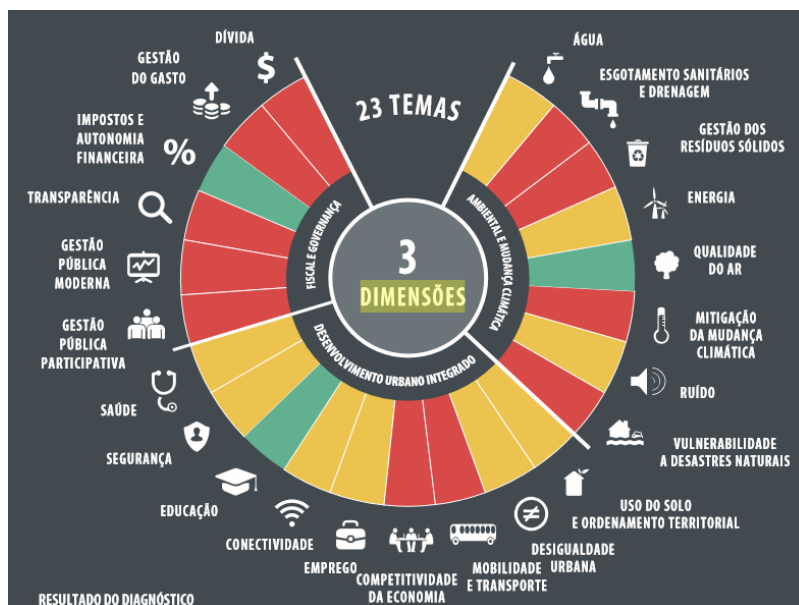 DÍVIDA
GESTÃO
DO GASTO
IMPOSTOS E
AUTONOMIA
FINANCEIRA
TRANSPARÊNCIA
GESTÃO
PÚBLICA
MODERNA
GESTÃO
PÚBLICA
PARTICIPATIVA
SAÚDE
SEGURANÇA
EDUCAÇÃO
CONECTIVIDADE
EMPREGO
COMPETITIVIDADE
DA ECONOMIA
MOBILIDADE
E TRANSPORTE
DESIGUALDADE
URBANA
USO DO SOLO
E ORDENAMENTO TERRITORIAL
VULNERABILIDADE
A DESASTRES NATURAIS
RUÍDO
MITIGAÇÃO
DA MUDANÇA
CLIMÁTICA
QUALIDADE
DO AR
ENERGIA
GESTÃO DOS
RESÍDUOS SÓLIDOS
ESGOTAMENTO SANITÁRIOS
E DRENAGEM
ÁGUA
$
%
23 TEMAS
FISCAL E GOVERNANÇA
AMBIENTAL E MUDANÇA CLIMÁTICA
DESENVOLVIMENTO URBANO INTEGRADO
3
DIMENSÕES
RESULTADO DO DIAGNÓSTICO